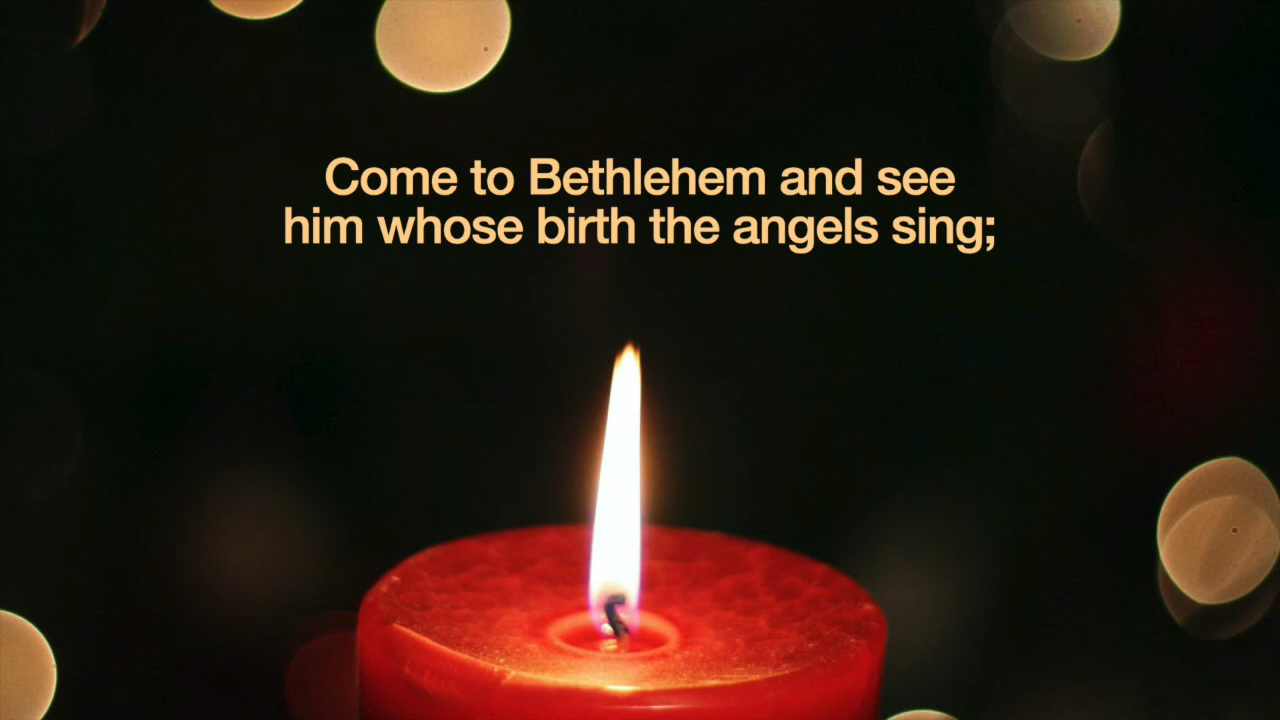 Come to Bethlehem and see
him whose birth the angels sing;